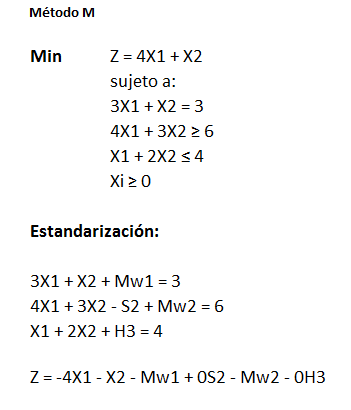 Método M
Min Z = 4X1 + X2
sujeto a:
3X1 + X2 = 3
4X1 + 3X2 ≥ 6
X1 + 2X2 ≤ 4
Xi ≥ 0
Estandarización:
3X1 + X2 + Mw1 = 3
4X1 + 3X2 - S2 + Mw2 = 6
X1 + 2X2 + H3 = 4
Z = -4X1 - X2 - Mw1 + 0S2 - Mw2 - 0H3